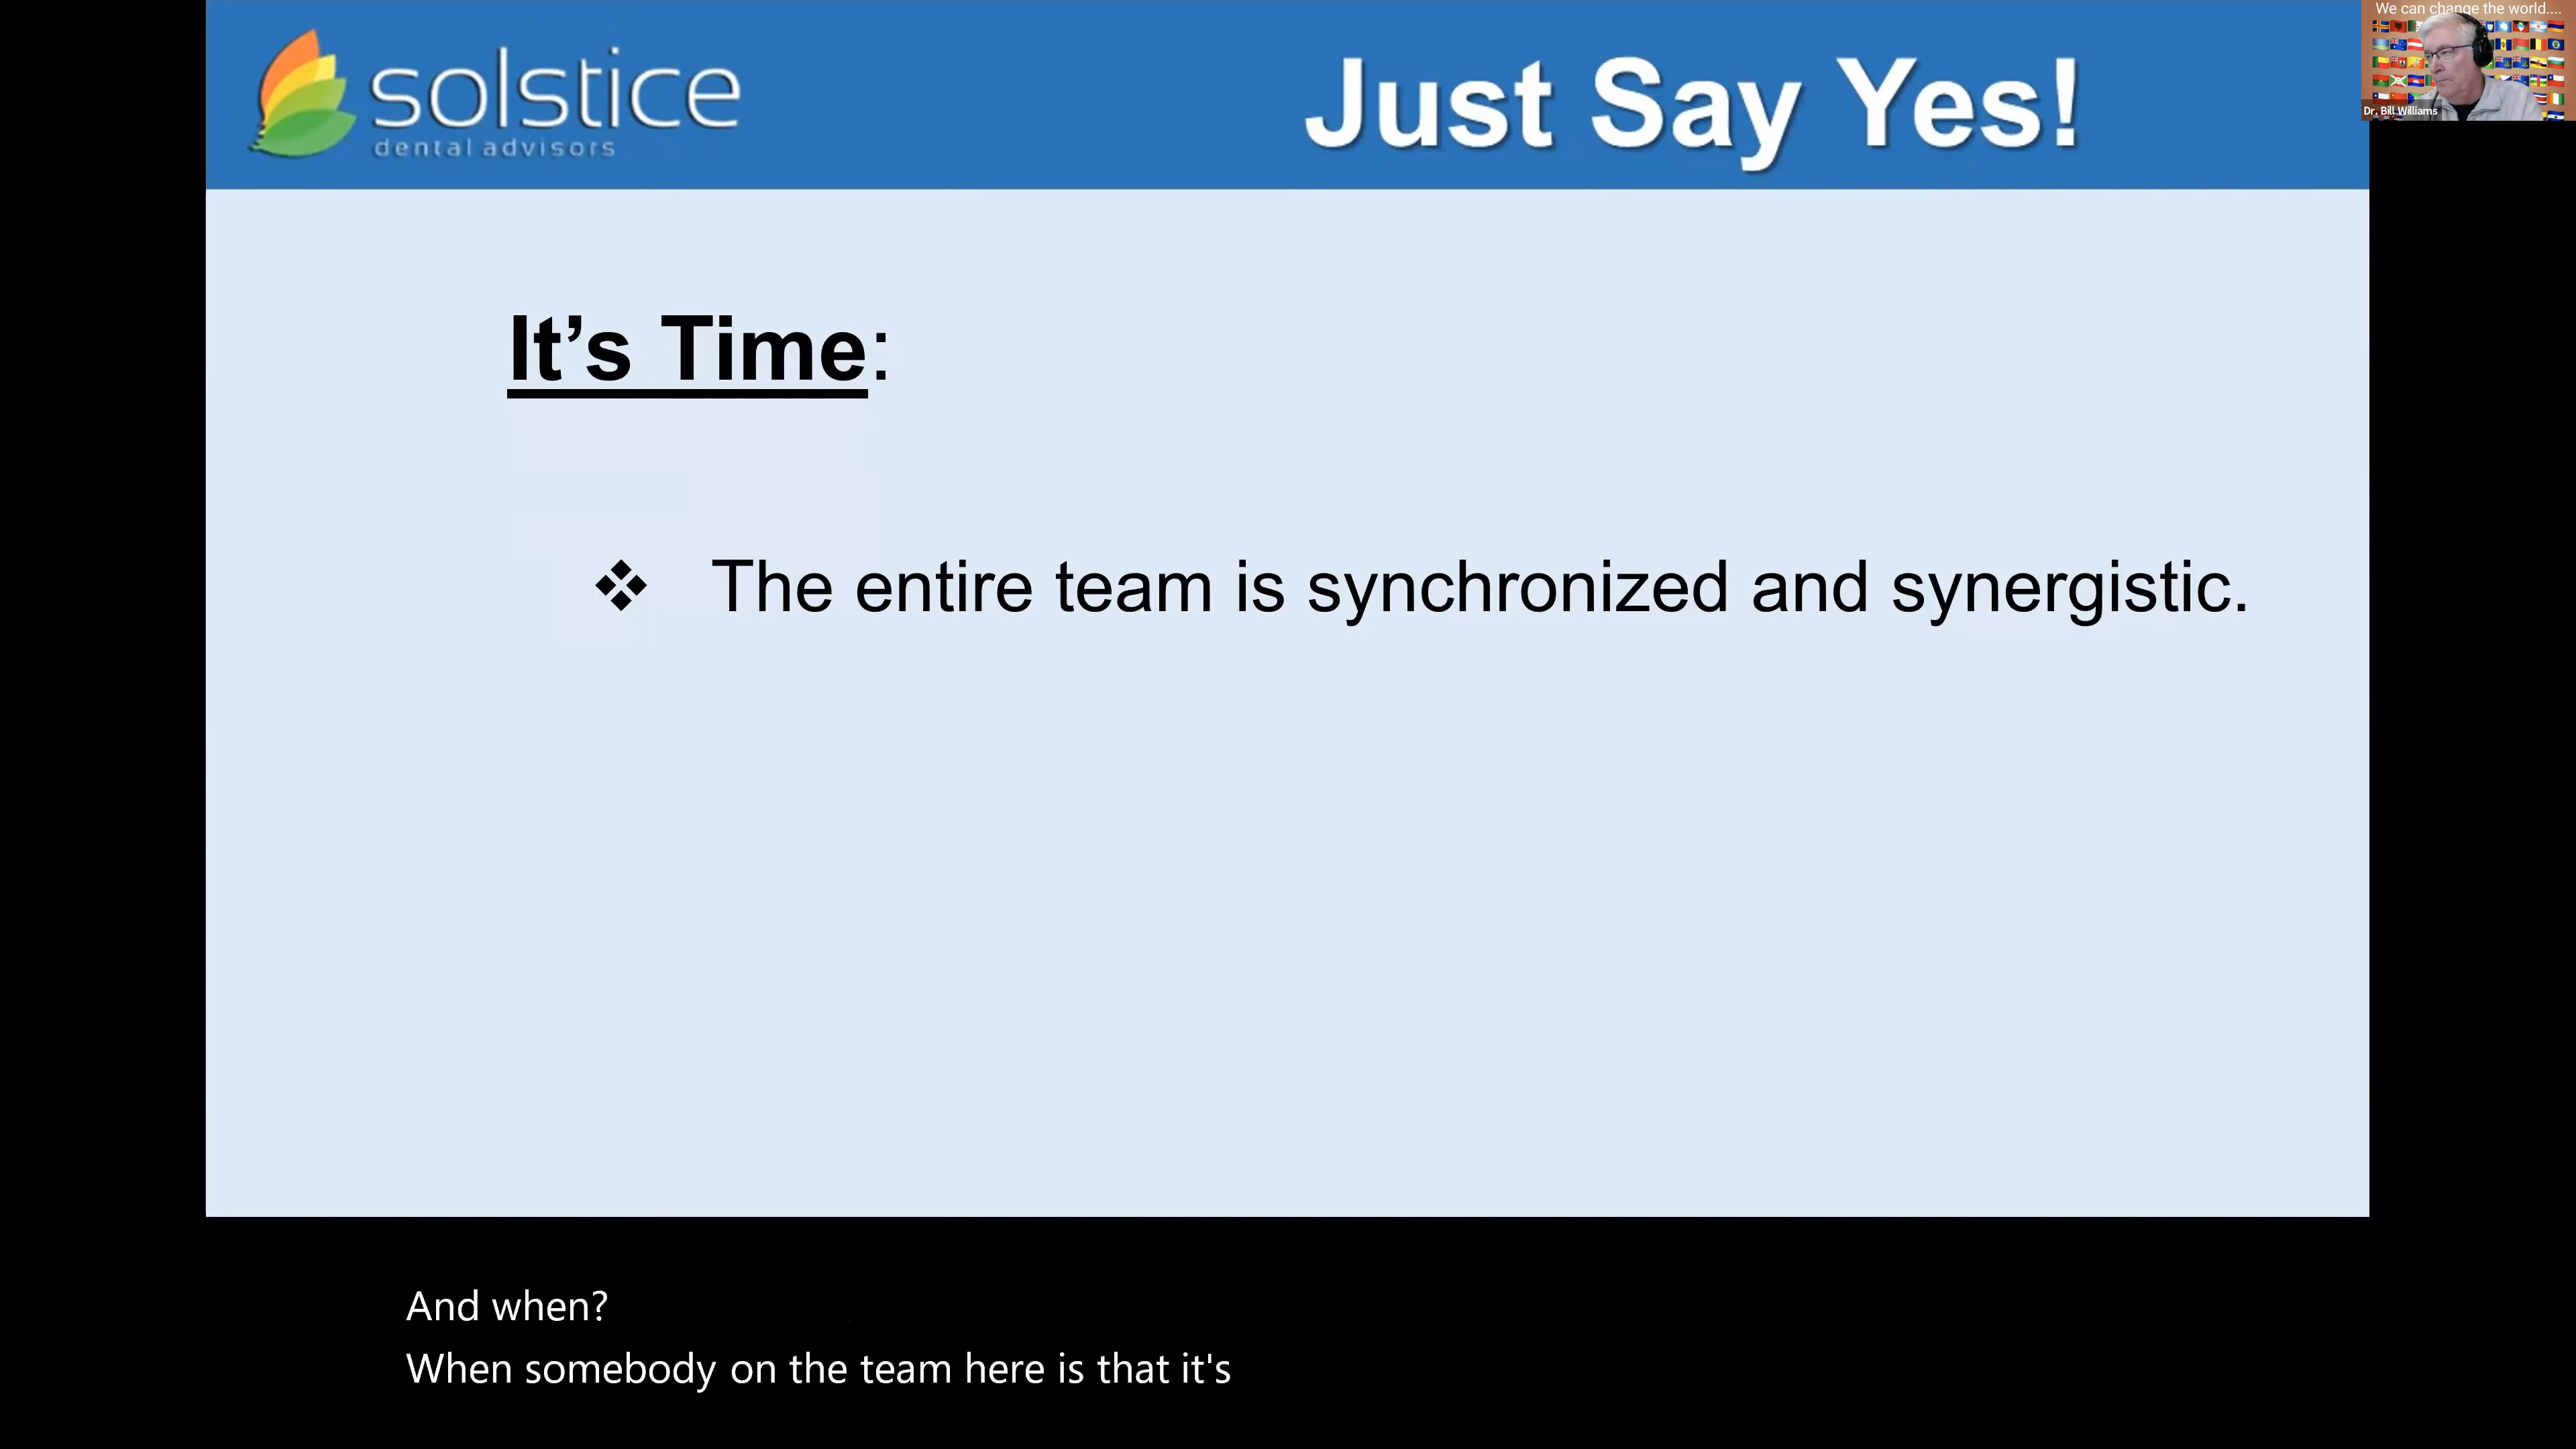 solstice
dental advisors
Just Say Yes!
We can change the world....
Dr. Bill Williams
It’s Time:
❖ The entire team is synchronized and synergistic.
And when?
When somebody on the team here is that it's